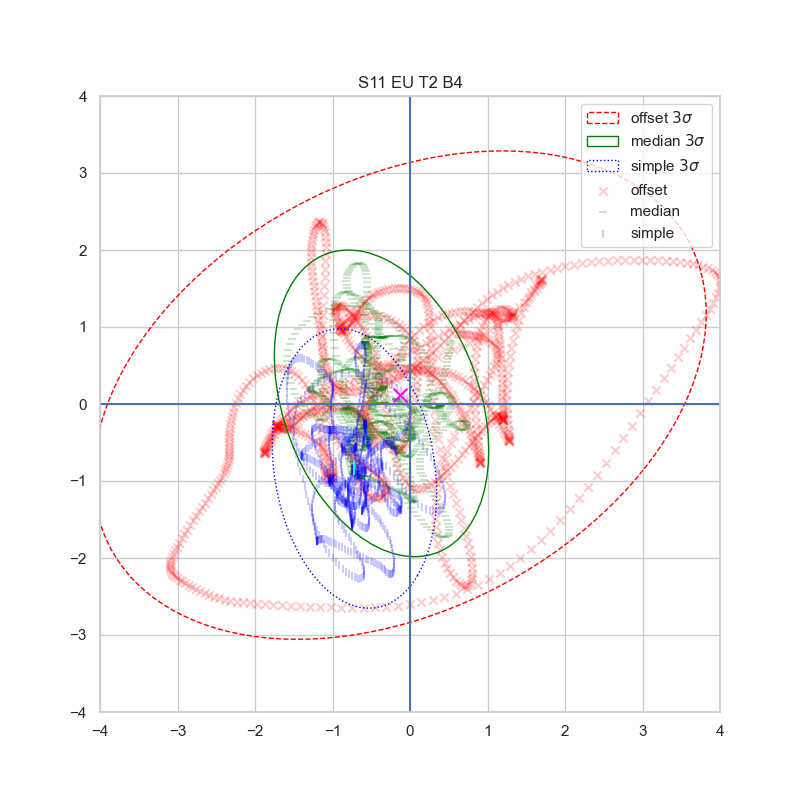 S11 EU T2 B4
offset 3σ
median 3σ
simple 3σ
offset
median
simple
4
3
2
1
0
−1
−2
−3
−4
−4 −3 −2 −1 0 1 2 3 4